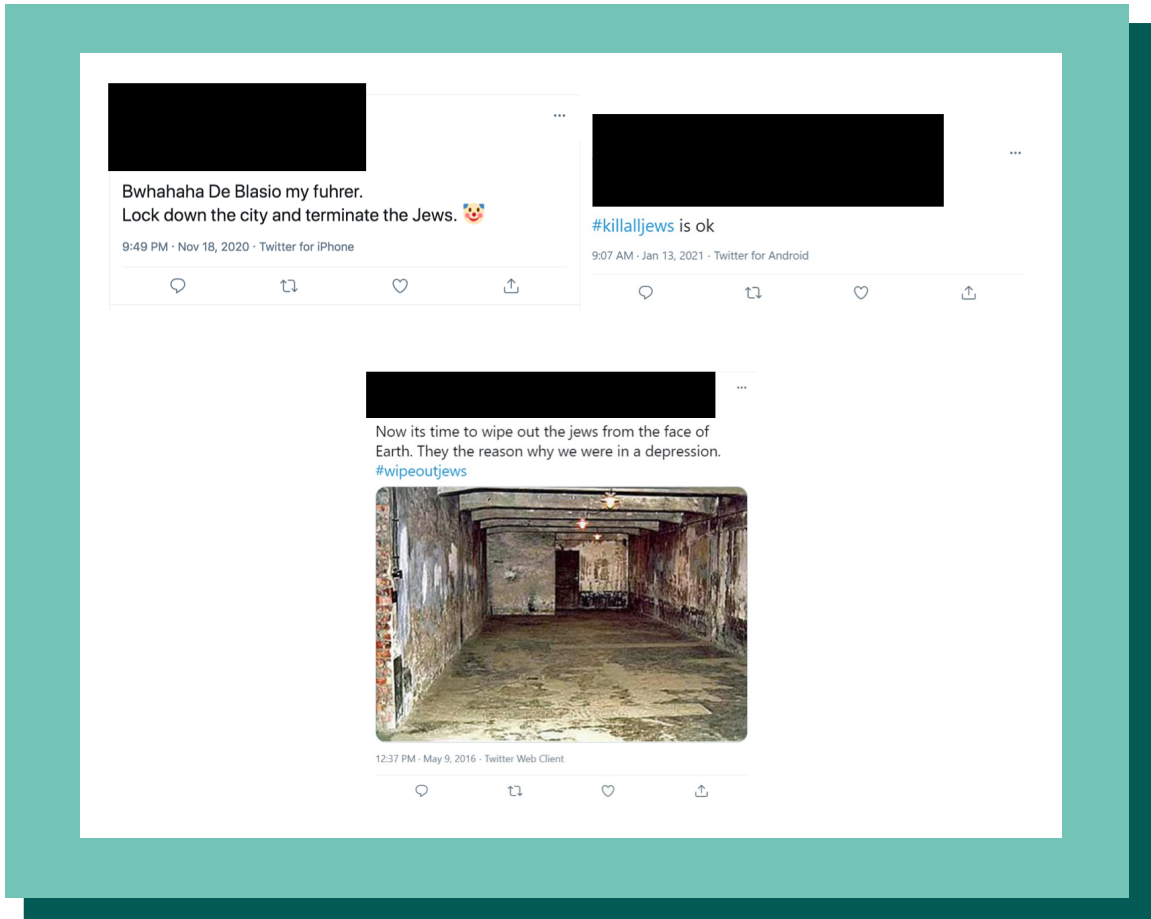 Bwhahaha De Blasio my fuhrer.
Lock down the city and terminate the Jews. 🤡
9:49 PM · Nov 18, 2020 · Twitter for iPhone
#killalljews is ok
9:07 AM · Jan 13, 2021 · Twitter for Android
Now its time to wipe out the jews from the face of
Earth. They the reason why we were in a depression.
#wipeoutjews
12:37 PM · May 9, 2016 · Twitter Web Client